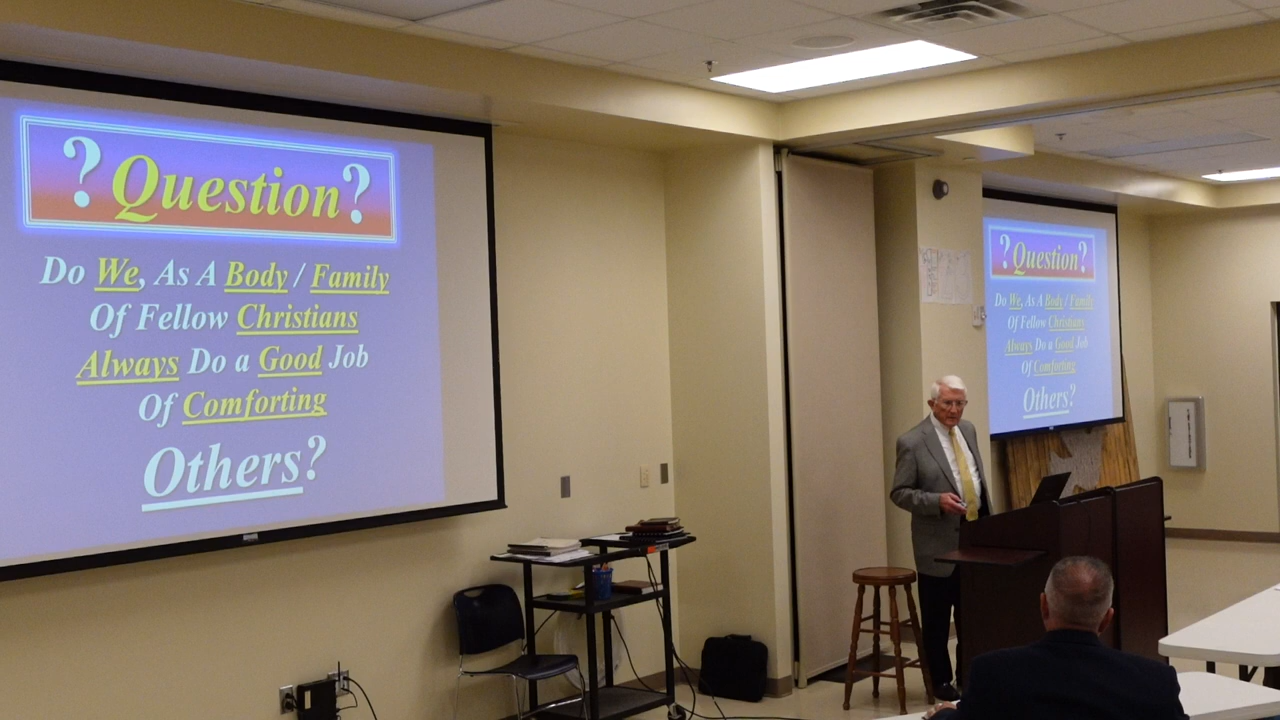 ? Question ?
Do We, As A Body / Family
Of Fellow Christians
Always Do a Good Job
Of Comforting
Others?
? Question ?
Do We, As A Body / Family
Of Fellow Christians
Always Do a Good Job
Of Comforting
Others?